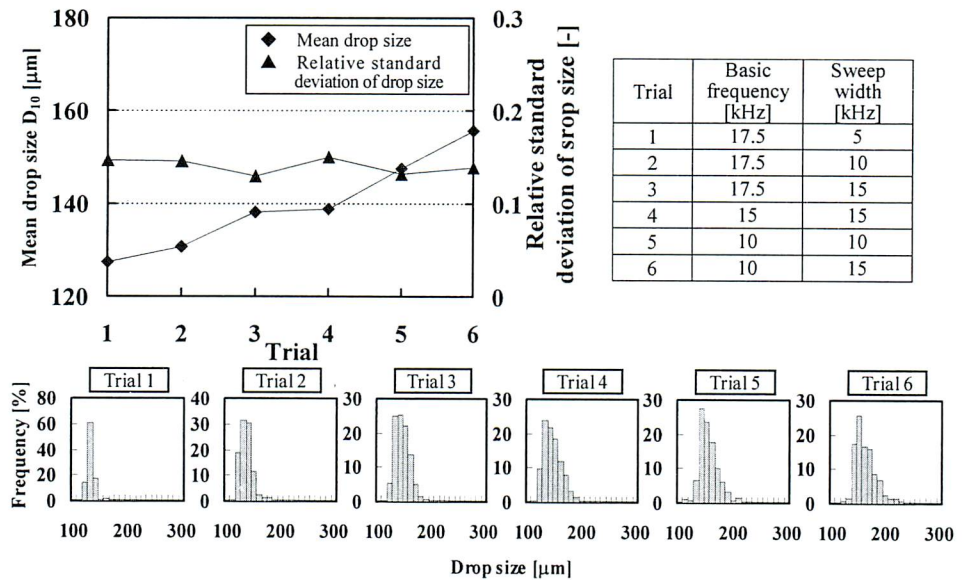 180
160
140
120
Mean drop size D10 [μm]
Mean drop size
Relative standard
deviation of drop size
0.3
0.2
0.1
0
Relative standard
deviation of srop size [-]
1 2 3 4 5 6
Trial
Trial Basic frequency [kHz] Sweep width [kHz]
1 17.5 5
2 17.5 10
3 17.5 15
4 15 15
5 10 10
6 10 15
Trial 1 Trial 2 Trial 3 Trial 4 Trial 5 Trial 6
Frequency [%]
80 40 30 30 30 30
60 30 20 20 20 20
40 20 10 10 10 10
20 10
0 0 0 0 0 0
100 200 300 100 200 300 100 200 300 100 200 300 100 200 300 100 200 300
Drop size [μm]